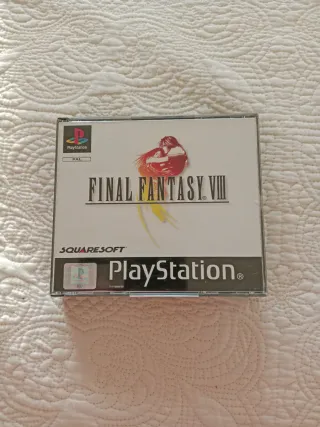 PlayStation
PAL
FINAL FANTASY VIII
SQUARESOFT
PlayStation®